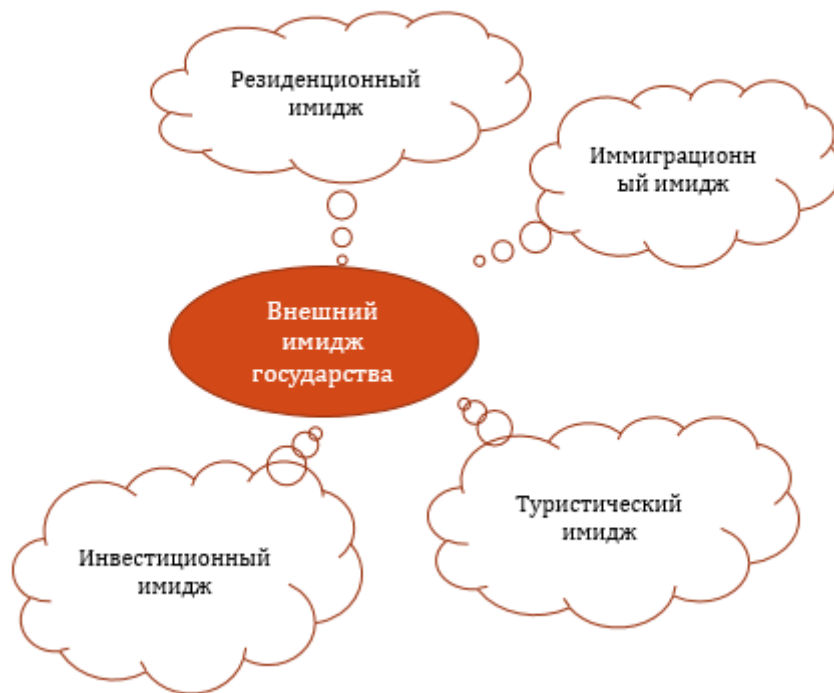 Резиденционный
имидж
Иммиграционн
ый имидж
Внешний
имидж
государства
Туристический
имидж
Инвестиционный
имидж